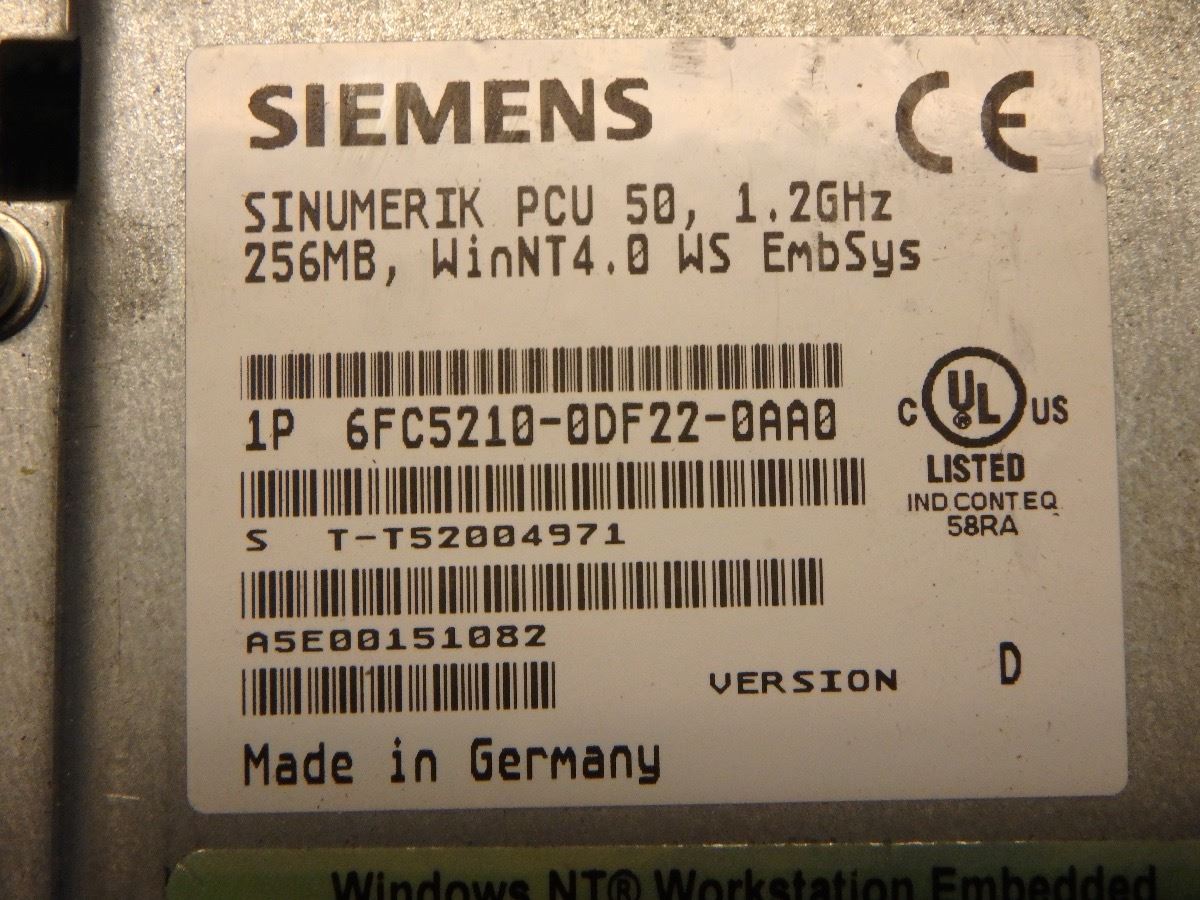 SIEMENS
CE
SINUMERIK PCU 50, 1.2GHz
256MB, WinNT4.0 WS EmbSys
1P 6FC5210-0DF22-0AA0
C UL® US
LISTED
IND.CONT.EQ
58RA
S T-T52004971
A5E00151082
VERSION D
Made in Germany
Windows NT® Workstation Embedded